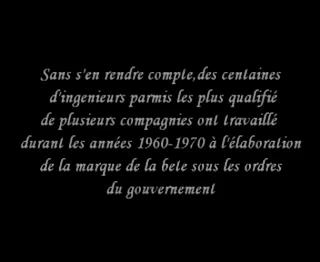 Sans s'en rendre compte,des centaines
d'ingenieurs parmis les plus qualifié
de plusieurs compagnies ont travaillé
durant les années 1960-1970 à l'élaboration
de la marque de la bete sous les ordres
du gouvernement